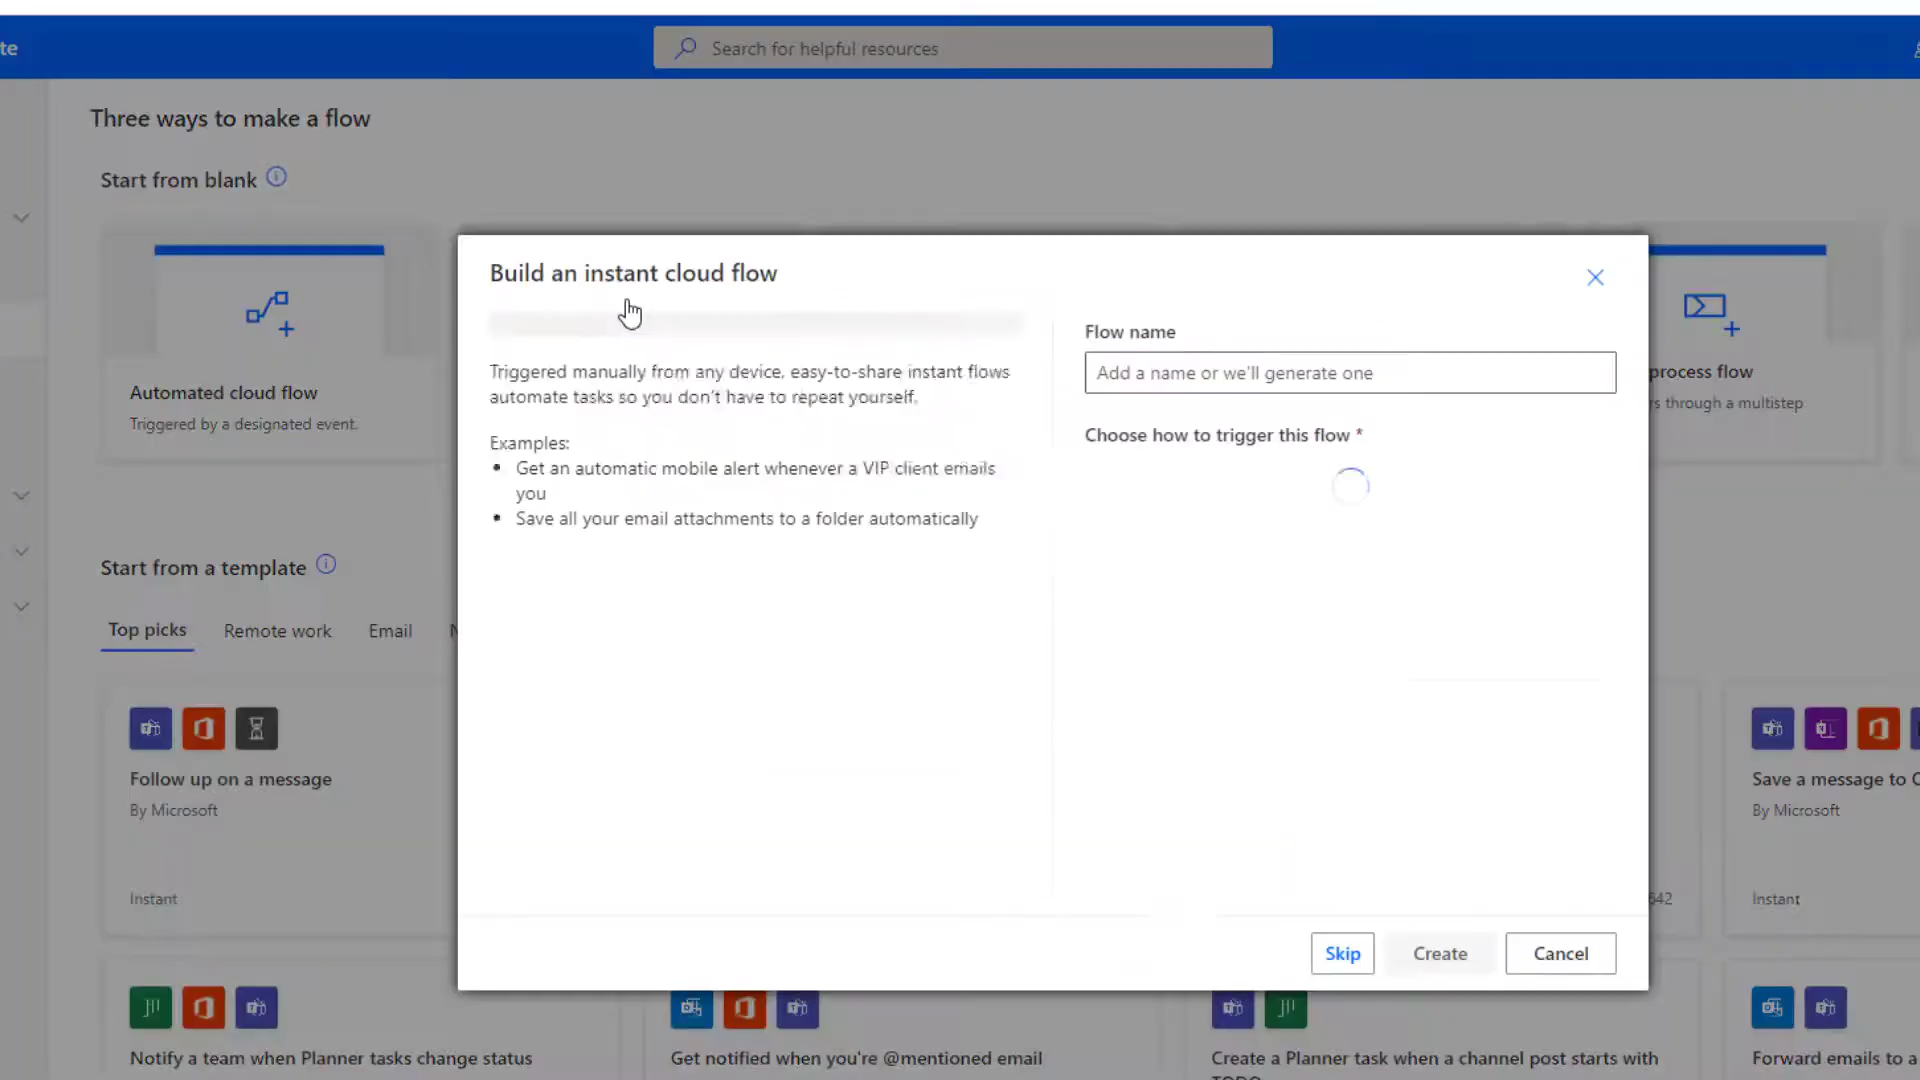 te
Search for helpful resources
Three ways to make a flow
Start from blank
Build an instant cloud flow
Flow name
Triggered manually from any device, easy-to-share instant flows
automate tasks so you don't have to repeat yourself.
Add a name or we'll generate one
process flow
Automated cloud flow
rs through a multistep
Triggered by a designated event.
Examples:
Choose how to trigger this flow *
• Get an automatic mobile alert whenever a VIP client emails
you
• Save all your email attachments to a folder automatically
Start from a template
Top picks Remote work Email
Follow up on a message
By Microsoft
Instant
Save a message to O
By Microsoft
642
Instant
Skip Create Cancel
Notify a team when Planner tasks change status
Get notified when you're @mentioned email
Create a Planner task when a channel post starts with
TODO
Forward emails to a